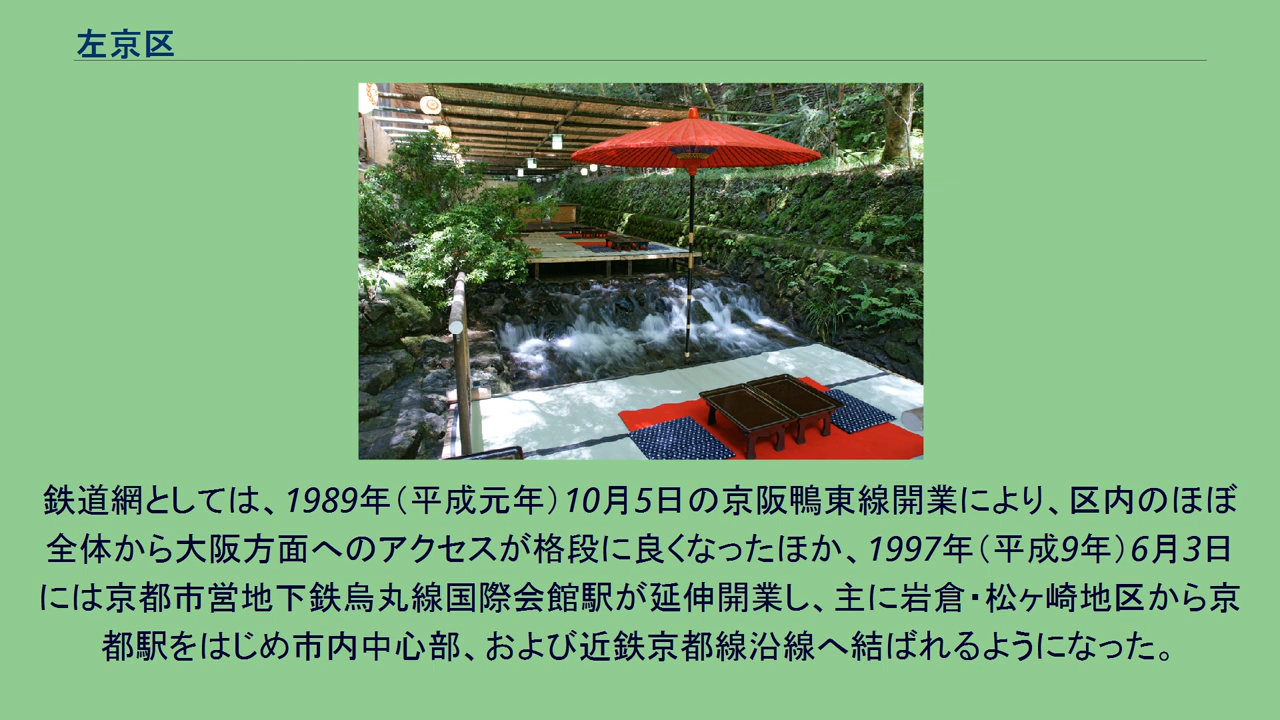 左京区
鉄道網としては、1989年（平成元年）10月5日の京阪鴨東線開業により、区内のほぼ
全体から大阪方面へのアクセスが格段に良くなったほか、1997年（平成9年）6月3日
には京都市営地下鉄烏丸線国際会館駅が延伸開業し、主に岩倉・松ヶ崎地区から京
都駅をはじめ市内中心部、および近鉄京都線沿線へ結ばれるようになった。